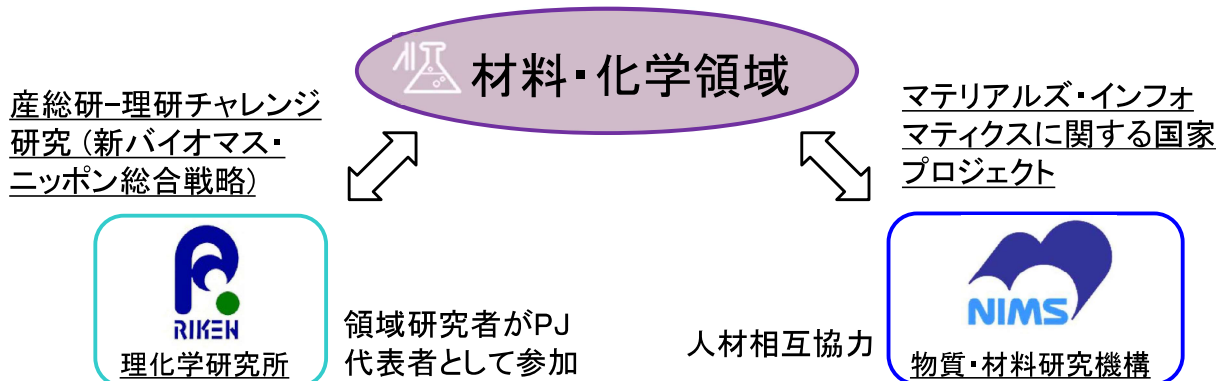 材料・化学領域
産総研-理研チャレンジ
研究（新バイオマス・
ニッポン総合戦略）
マテリアルズ・インフォ
マティクスに関する国家
プロジェクト
RIKEN
理化学研究所
領域研究者がPJ
代表者として参加
人材相互協力
NIMS
物質・材料研究機構